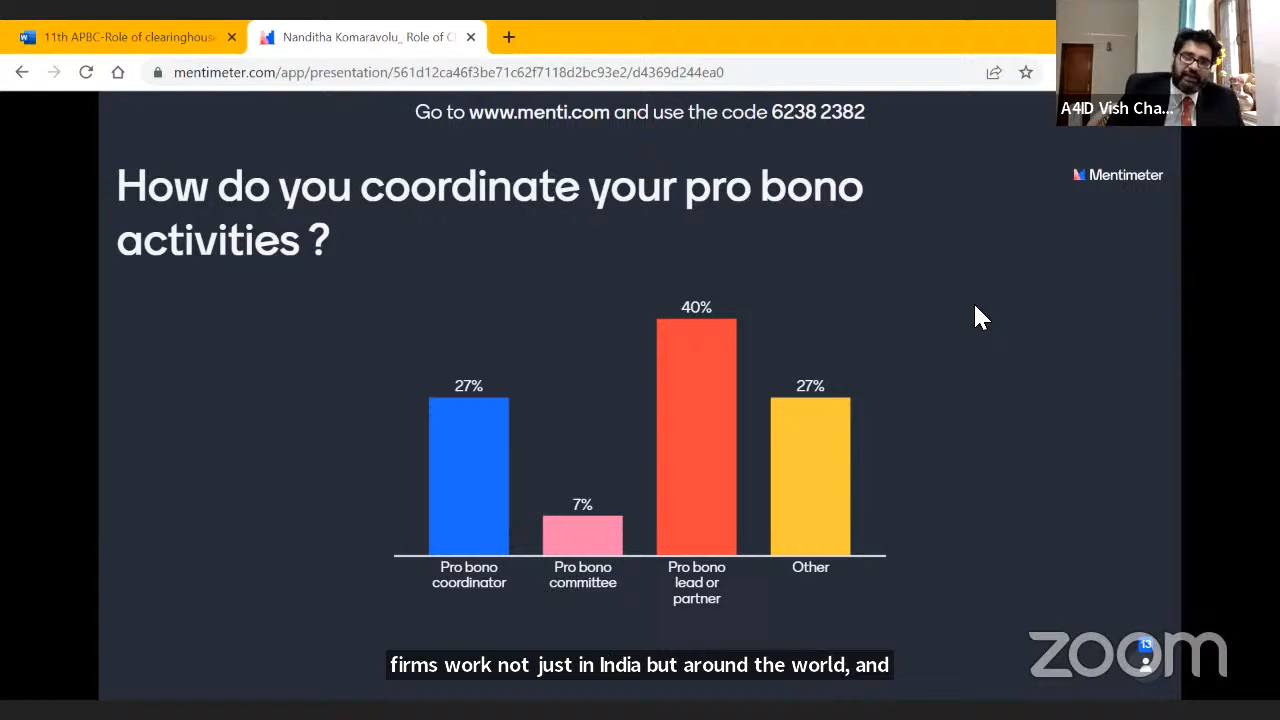 11th APBC-Role of clearinghous
Nanditha Komaravolu_ Role of C
mentimeter.com/app/presentation/561d12ca46f3be71c62f7118d2bc93e2/d4369d244ea0
A4ID Vish Cha...
Go to www.menti.com and use the code 6238 2382
How do you coordinate your pro bono
activities ?
Mentimeter
40%
27%
27%
7%
Pro bono
coordinator
Pro bono
committee
Pro bono
lead or
partner
Other
firms work not just in India but around the world, and
13
zoom